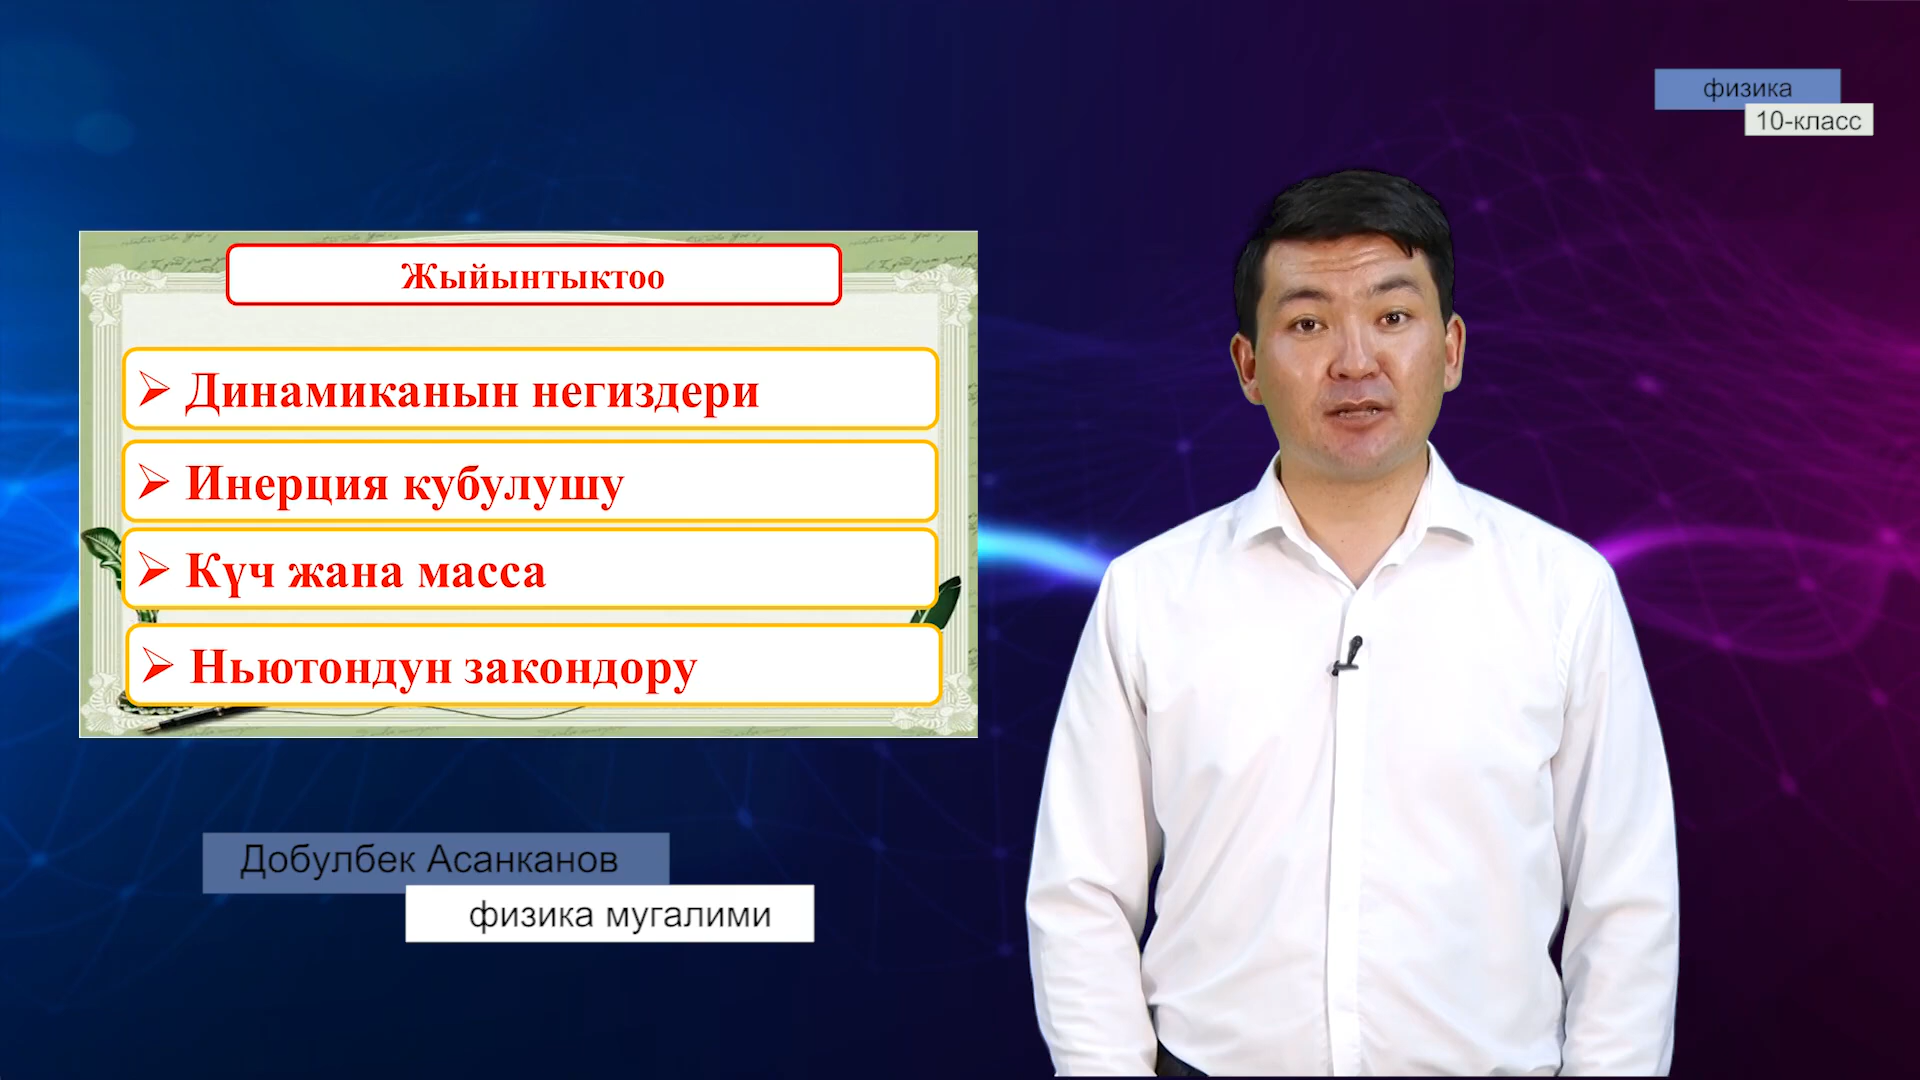 физика
10-класс
Жыйынтыктоо
Динамиканын негиздери
Инерция кубулушу
Күч жана масса
Ньютондун закондору
Добулбек Асанканов
физика мугалими